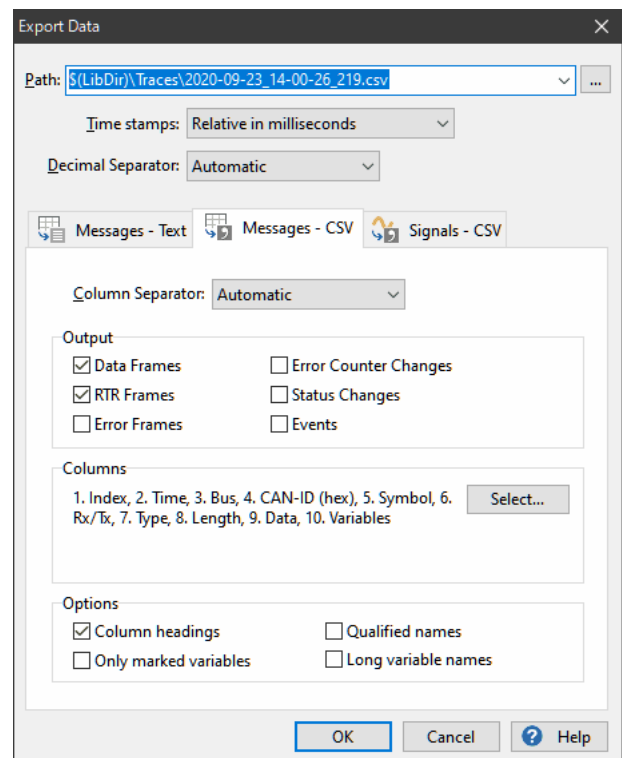 Export Data
Path: $(LibDir)\Traces\2020-09-23_14-00-26_219.csv ...
Time stamps: Relative in milliseconds
Decimal Separator: Automatic
Messages - Text Messages - CSV Signals - CSV
Column Separator: Automatic
Output
Data Frames Error Counter Changes
RTR Frames Status Changes
Error Frames Events
Columns
1. Index, 2. Time, 3. Bus, 4. CAN-ID (hex), 5. Symbol, 6. Select...
Rx/Tx, 7. Type, 8. Length, 9. Data, 10. Variables
Options
Column headings Qualified names
Only marked variables Long variable names
OK Cancel Help